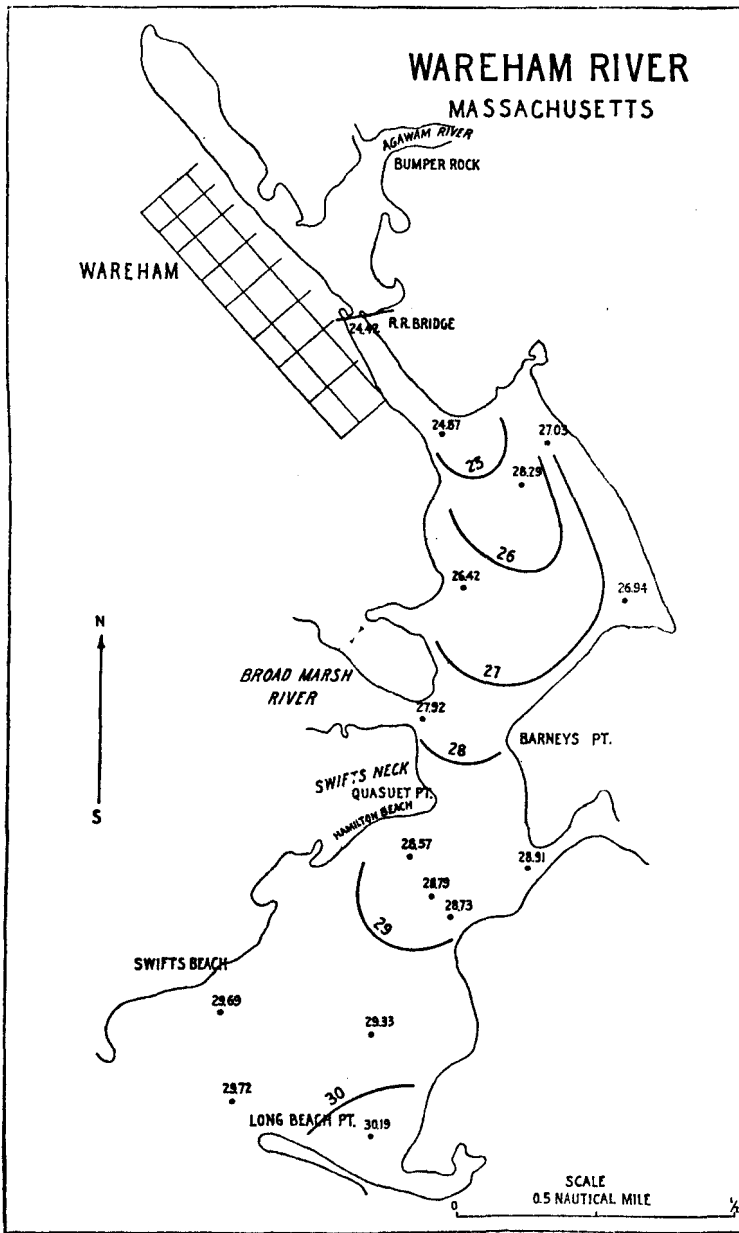 WAREHAM RIVER
MASSACHUSETTS
AGAWAM RIVER
BUMPER ROCK
WAREHAM
24.42
R.R. BRIDGE
24.87
27.03
23
28.29
26
26.42
26.94
N
27
BROAD MARSH
RIVER
27.92
28
BARNEYS PT.
SWIFTS NECK
QUASUET PT.
HAMILTON BEACH
S
28.57
28.91
28.79
28.73
29
SWIFTS BEACH
29.69
29.33
29.72
30
LONG BEACH PT.
30.19
SCALE
0.5 NAUTICAL MILE
0